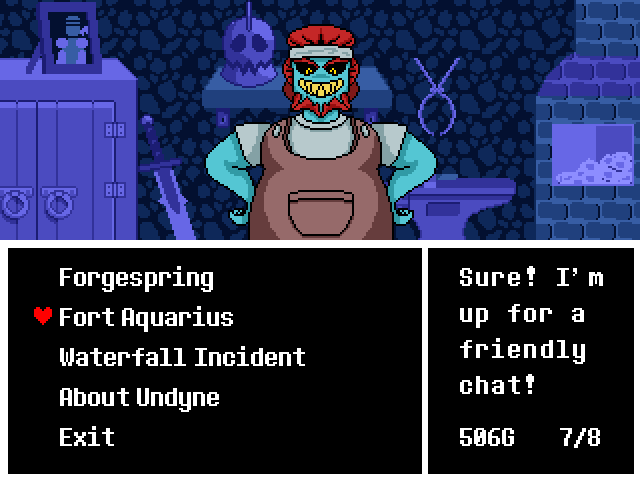 Forgespring
Fort Aquarius
Waterfall Incident
About Undyne
Exit
Sure! I'm
up for a
friendly
chat!
506G 7/8